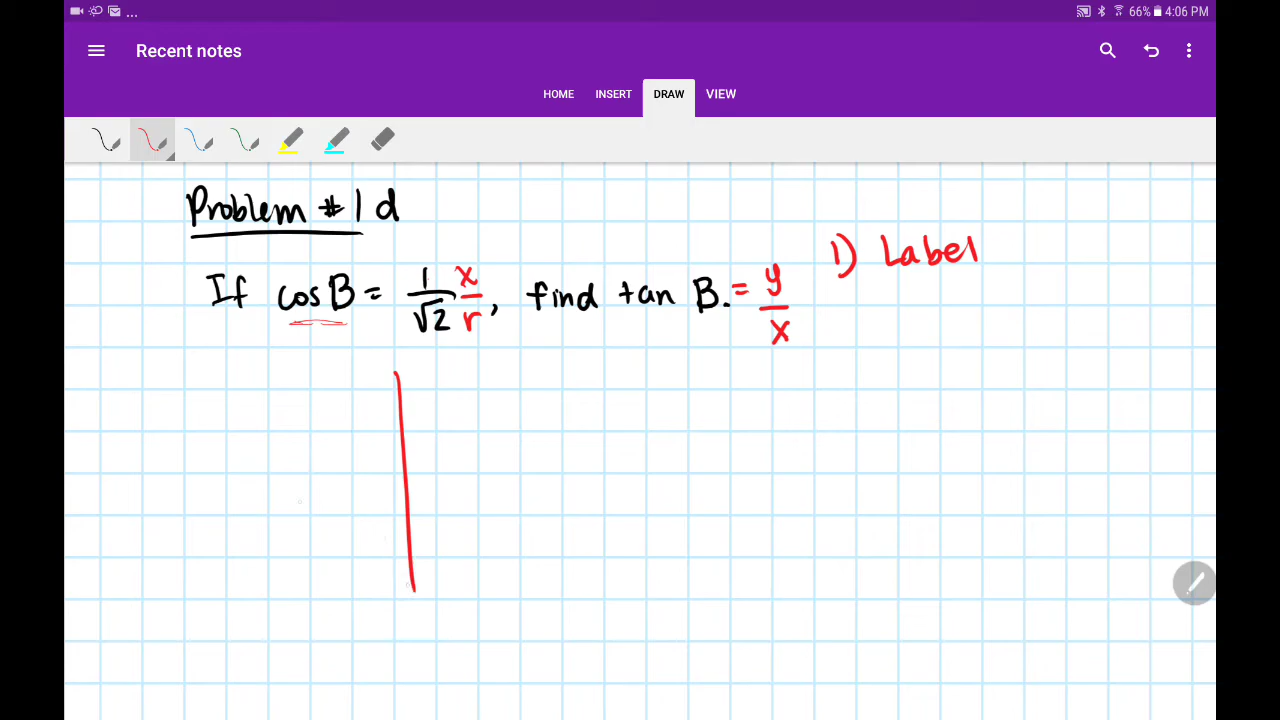 ... 66% 4:06 PM
Recent notes
HOME INSERT DRAW VIEW
Problem #1 d
1) Label
If cos B = 1/√2 x/r, find tan B. = y/x